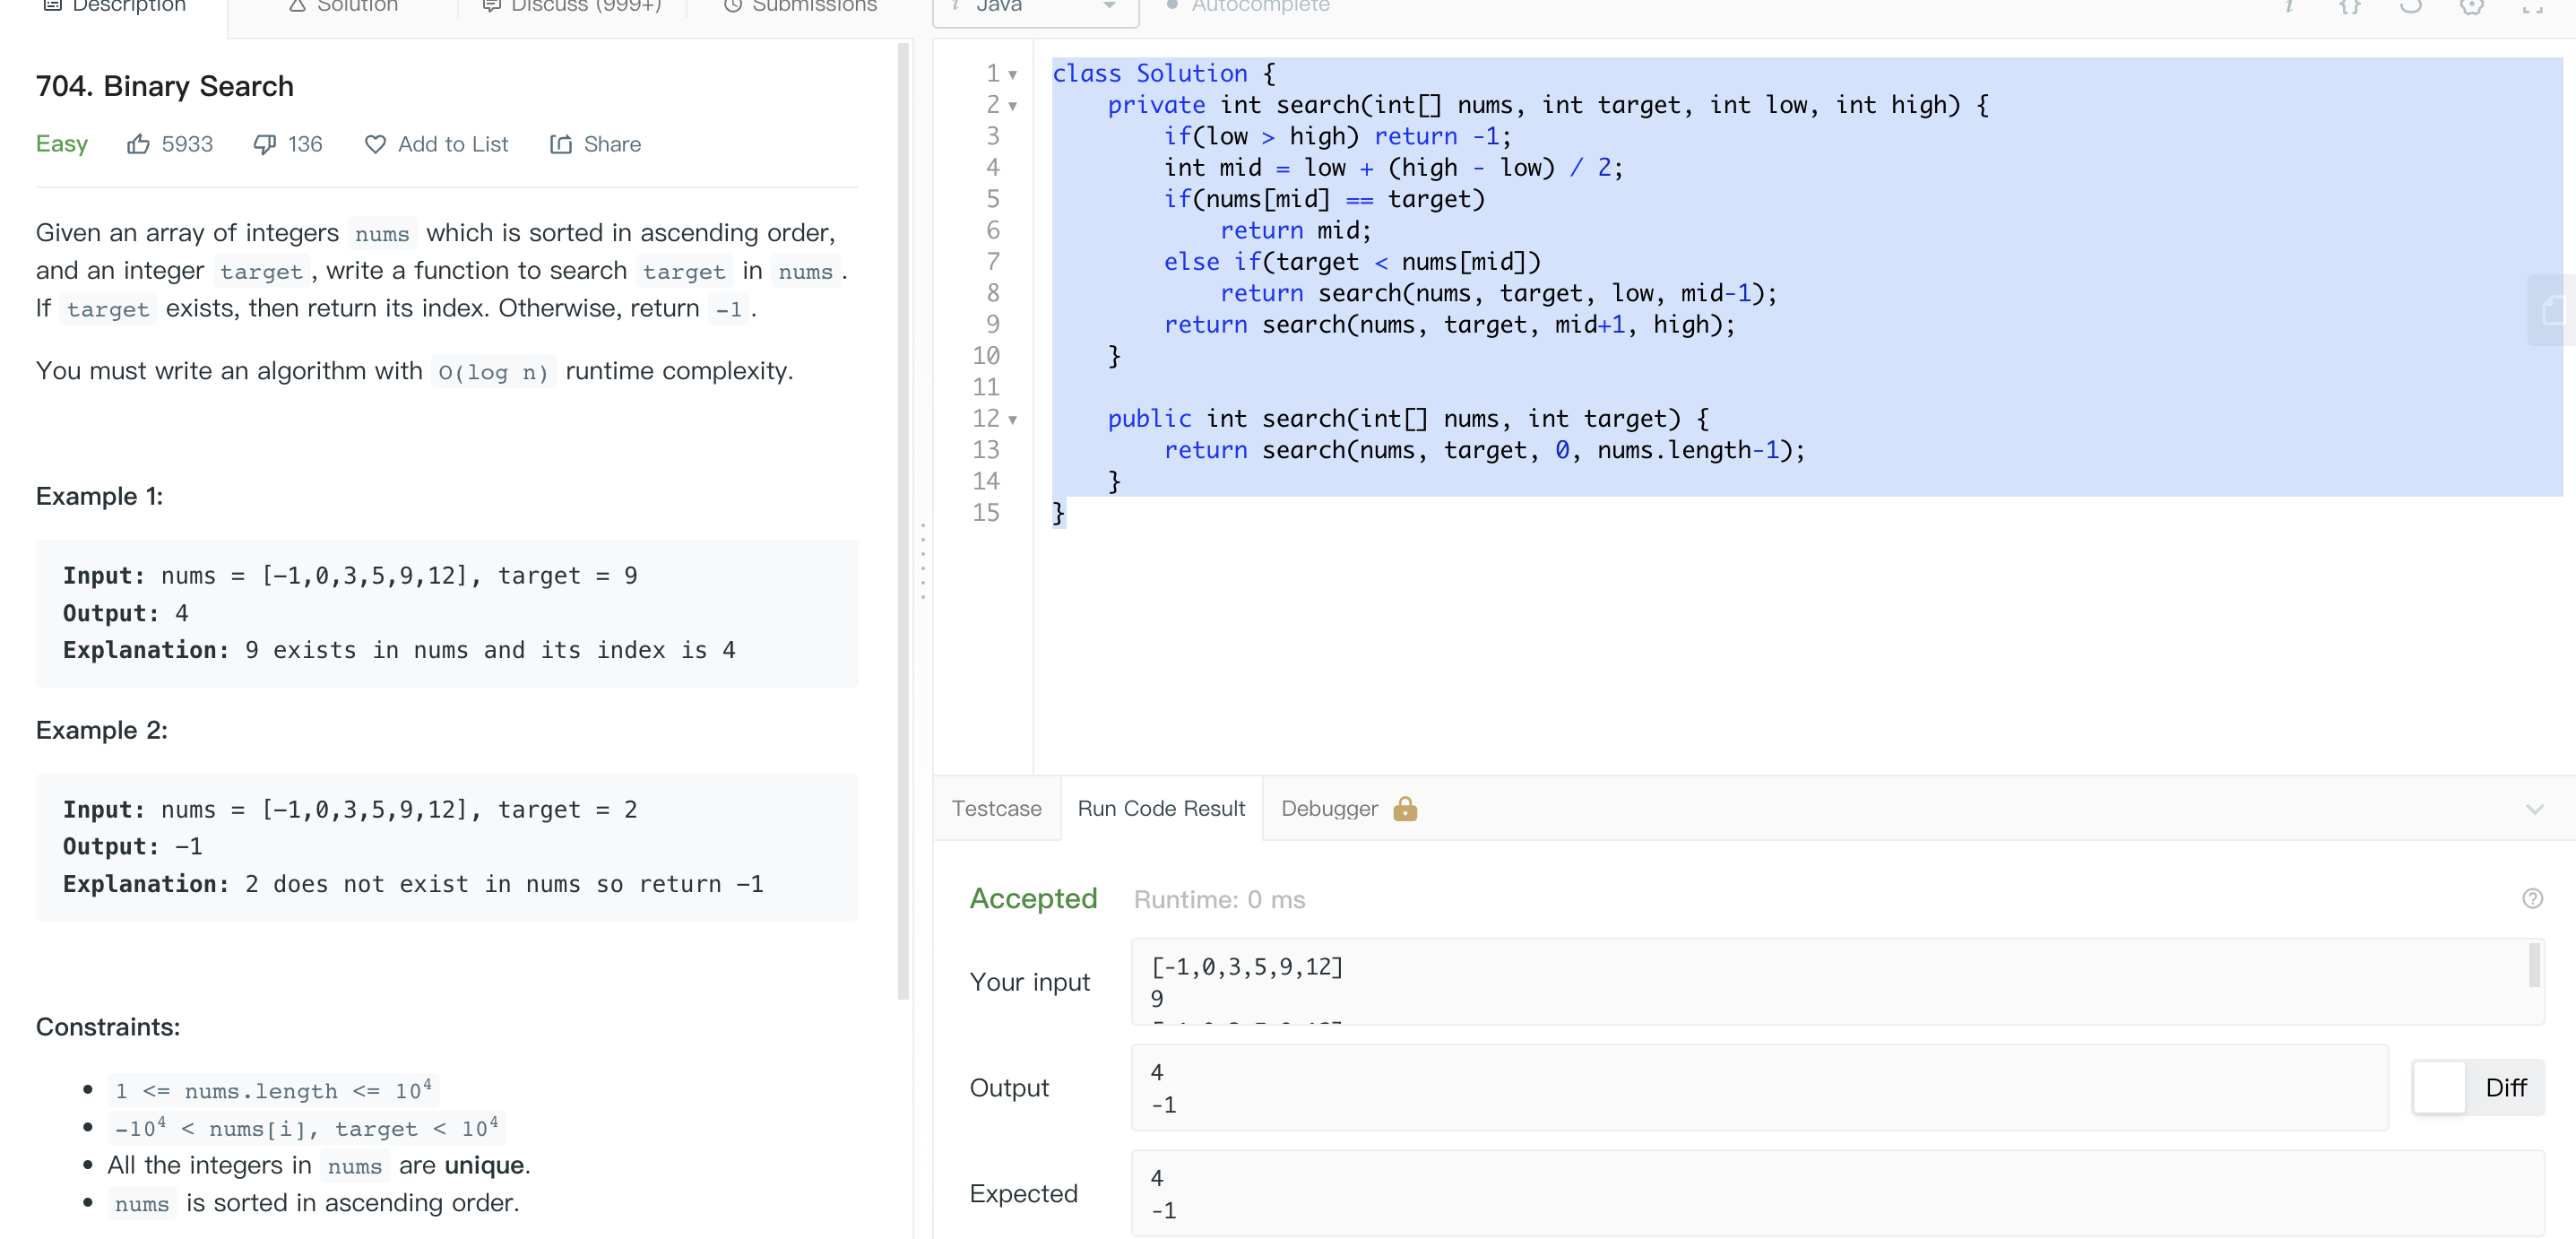 Description
Solution
Discuss (999+)
Submissions
i Java
Autocomplete
704. Binary Search
Easy 5933 136 Add to List Share
Given an array of integers nums which is sorted in ascending order,
and an integer target, write a function to search target in nums.
If target exists, then return its index. Otherwise, return -1.
You must write an algorithm with O(log n) runtime complexity.
Example 1:
Input: nums = [-1,0,3,5,9,12], target = 9
Output: 4
Explanation: 9 exists in nums and its index is 4
Example 2:
Input: nums = [-1,0,3,5,9,12], target = 2
Output: -1
Explanation: 2 does not exist in nums so return -1
Constraints:
• 1 <= nums.length <= 10⁴
• -10⁴ < nums[i], target < 10⁴
• All the integers in nums are unique.
• nums is sorted in ascending order.
1 class Solution {
2     private int search(int[] nums, int target, int low, int high) {
3         if(low > high) return -1;
4         int mid = low + (high - low) / 2;
5         if(nums[mid] == target)
6             return mid;
7         else if(target < nums[mid])
8             return search(nums, target, low, mid-1);
9         return search(nums, target, mid+1, high);
10     }
11
12     public int search(int[] nums, int target) {
13         return search(nums, target, 0, nums.length-1);
14     }
15 }
Testcase
Run Code Result
Debugger
Accepted Runtime: 0 ms
Your input
[-1,0,3,5,9,12]
9
Output
4
-1
Diff
Expected
4
-1